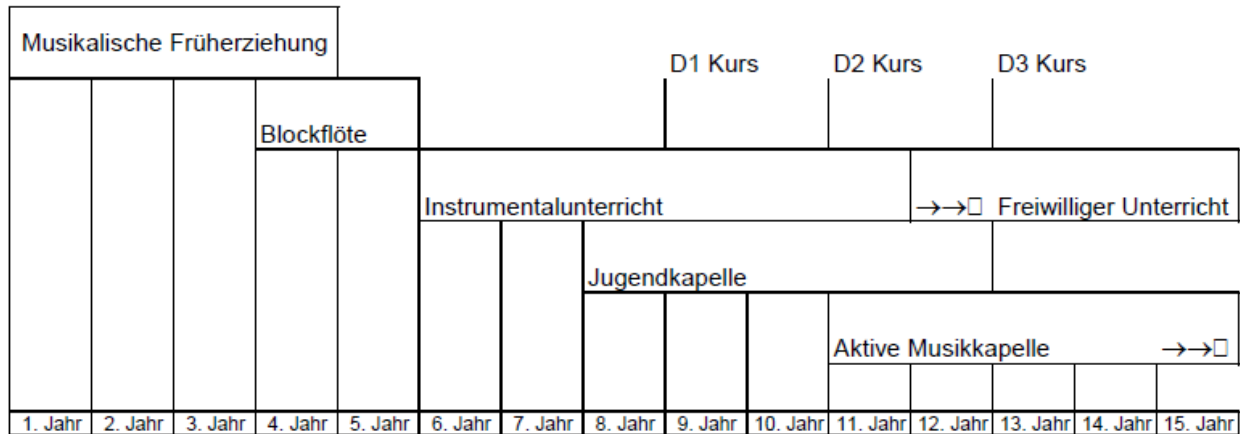 Musikalische Früherziehung
D1 Kurs D2 Kurs D3 Kurs
Blockflöte
Instrumentalunterricht →→□ Freiwilliger Unterricht
Jugendkapelle
Aktive Musikkapelle →→□
1. Jahr 2. Jahr 3. Jahr 4. Jahr 5. Jahr 6. Jahr 7. Jahr 8. Jahr 9. Jahr 10. Jahr 11. Jahr 12. Jahr 13. Jahr 14. Jahr 15. Jahr